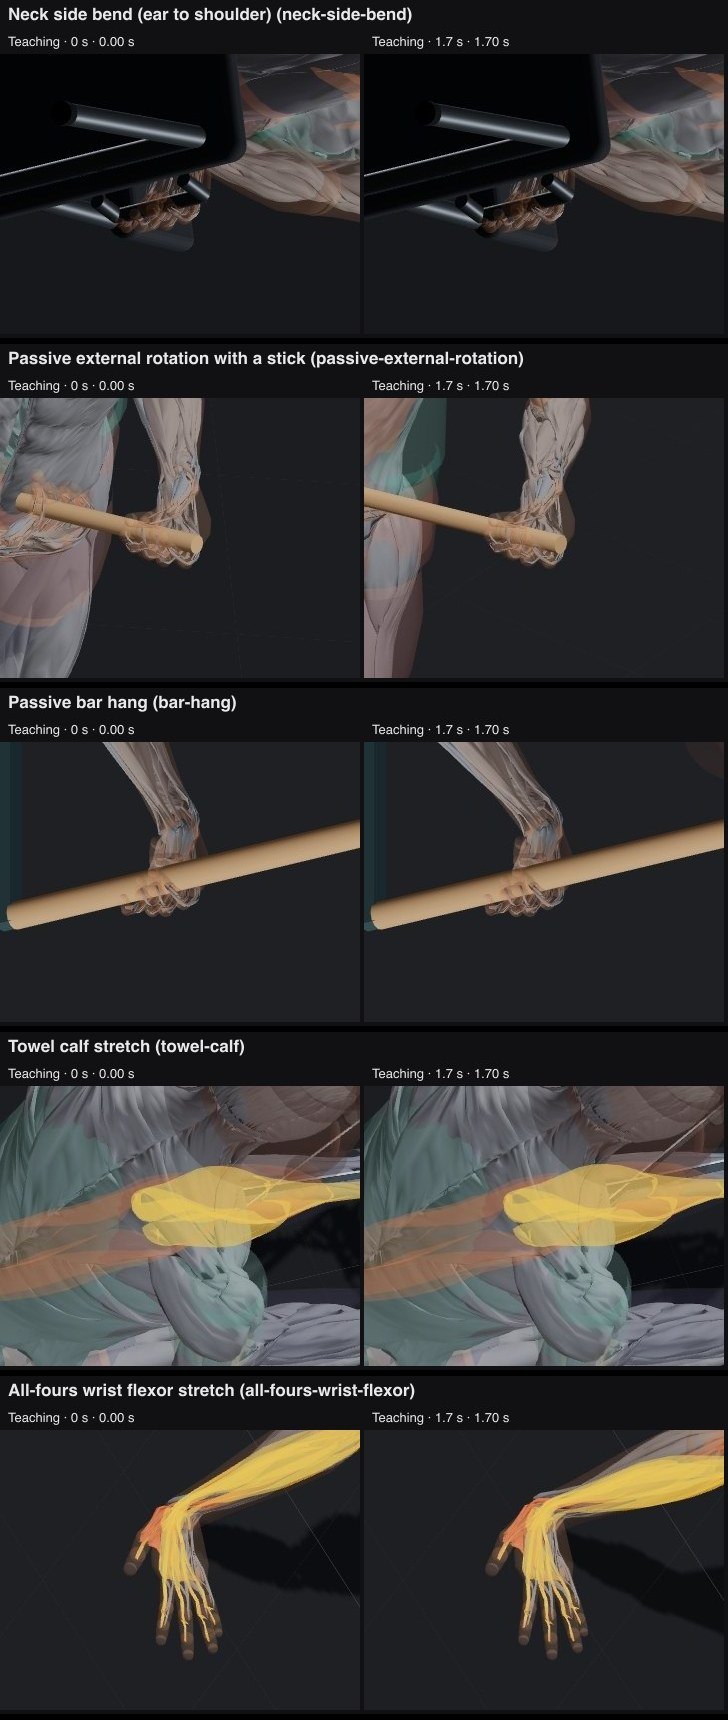 Neck side bend (ear to shoulder) (neck-side-bend)
Teaching · 0 s · 0.00 s
Teaching · 1.7 s · 1.70 s
Passive external rotation with a stick (passive-external-rotation)
Teaching · 0 s · 0.00 s
Teaching · 1.7 s · 1.70 s
Passive bar hang (bar-hang)
Teaching · 0 s · 0.00 s
Teaching · 1.7 s · 1.70 s
Towel calf stretch (towel-calf)
Teaching · 0 s · 0.00 s
Teaching · 1.7 s · 1.70 s
All-fours wrist flexor stretch (all-fours-wrist-flexor)
Teaching · 0 s · 0.00 s
Teaching · 1.7 s · 1.70 s